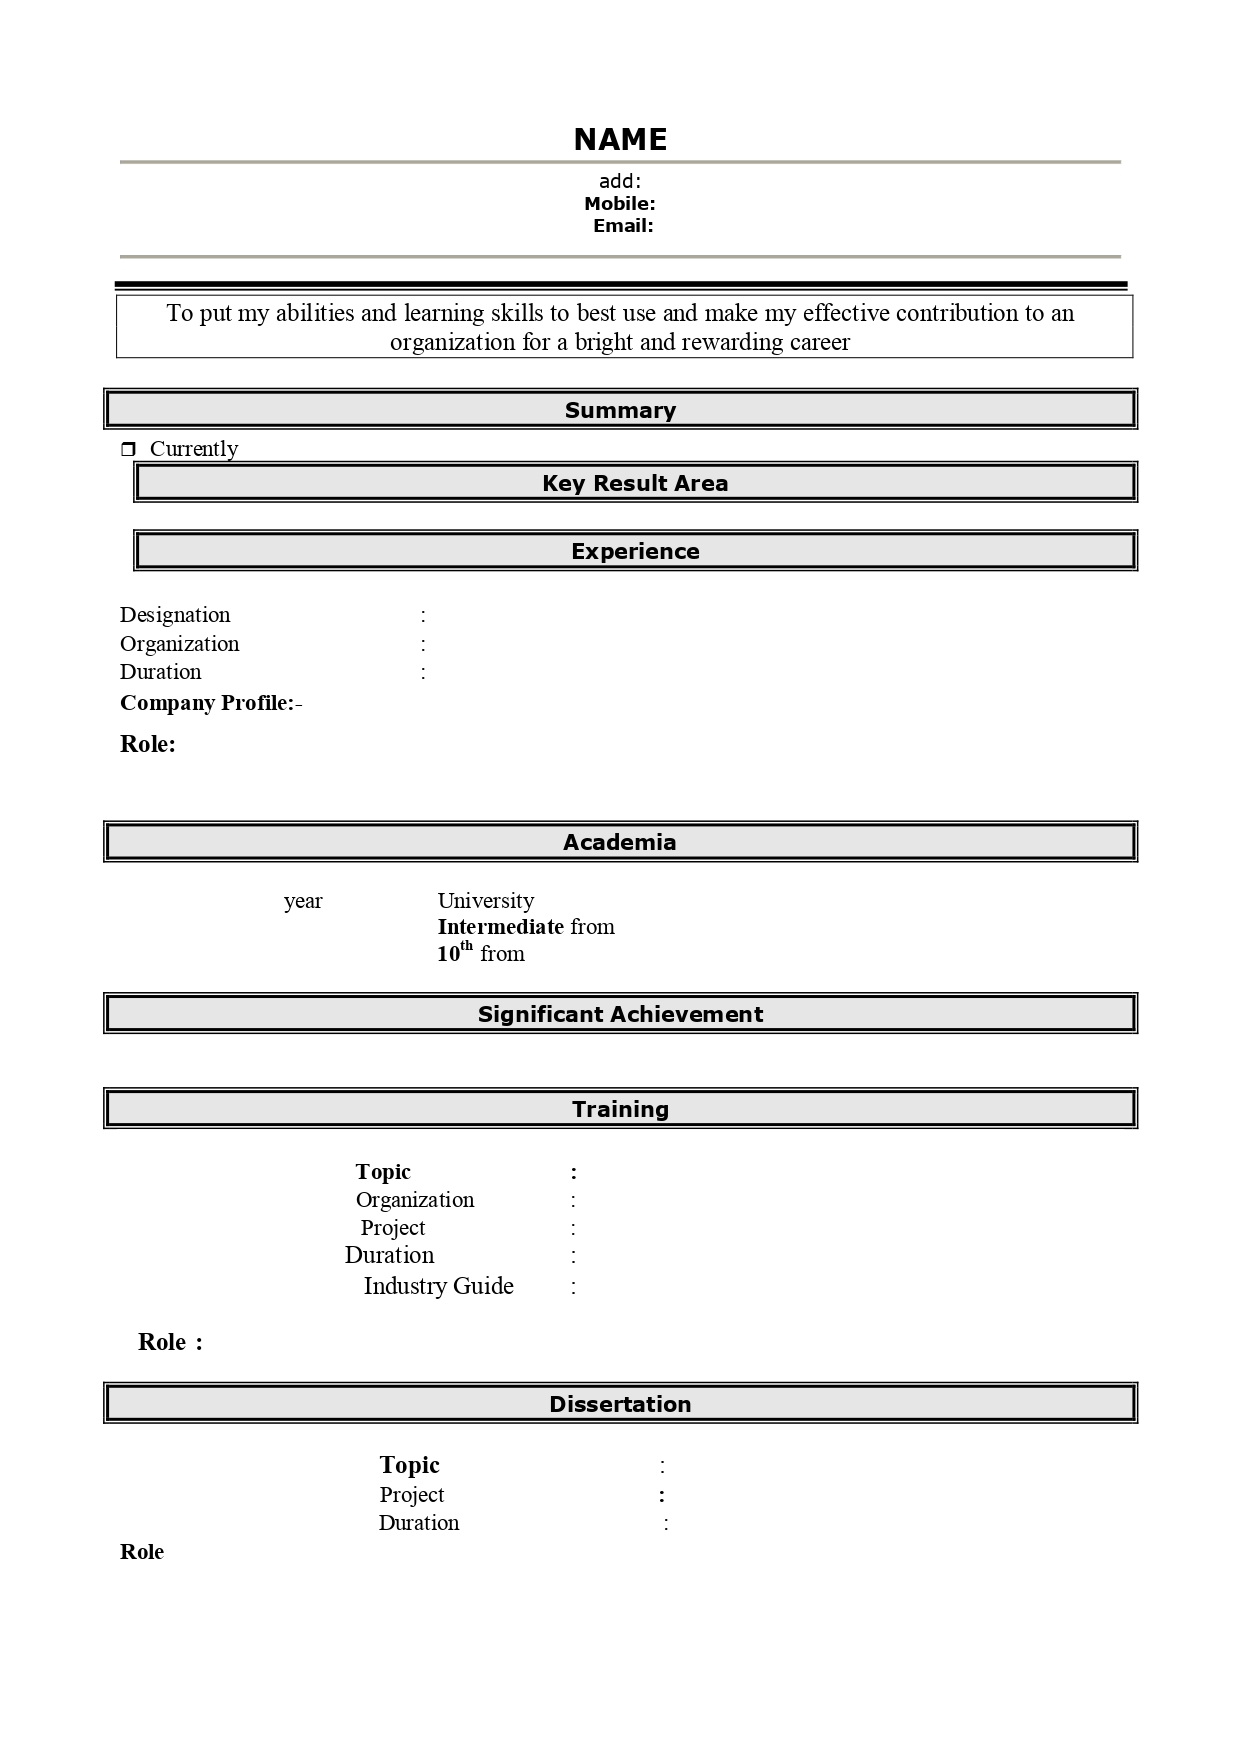 NAME
add:
Mobile:
Email:
To put my abilities and learning skills to best use and make my effective contribution to an
organization for a bright and rewarding career
Summary
❒ Currently
Key Result Area
Experience
Designation :
Organization :
Duration :
Company Profile:-
Role:
Academia
year University
Intermediate from
10th from
Significant Achievement
Training
Topic :
Organization :
Project :
Duration :
Industry Guide :
Role :
Dissertation
Topic :
Project :
Duration :
Role